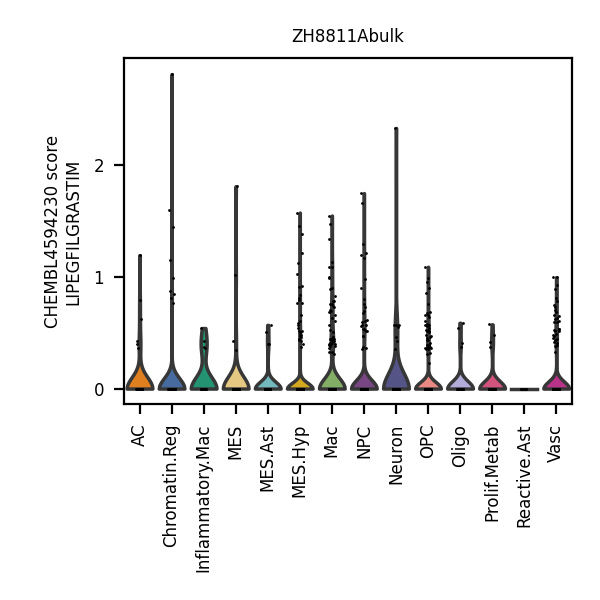 ZH8811Abulk
CHEMBL4594230 score
LIPEGFILGRASTIM
2
1
0
AC
Chromatin.Reg
Inflammatory.Mac
MES
MES.Ast
MES.Hyp
Mac
NPC
Neuron
OPC
Oligo
Prolif.Metab
Reactive.Ast
Vasc